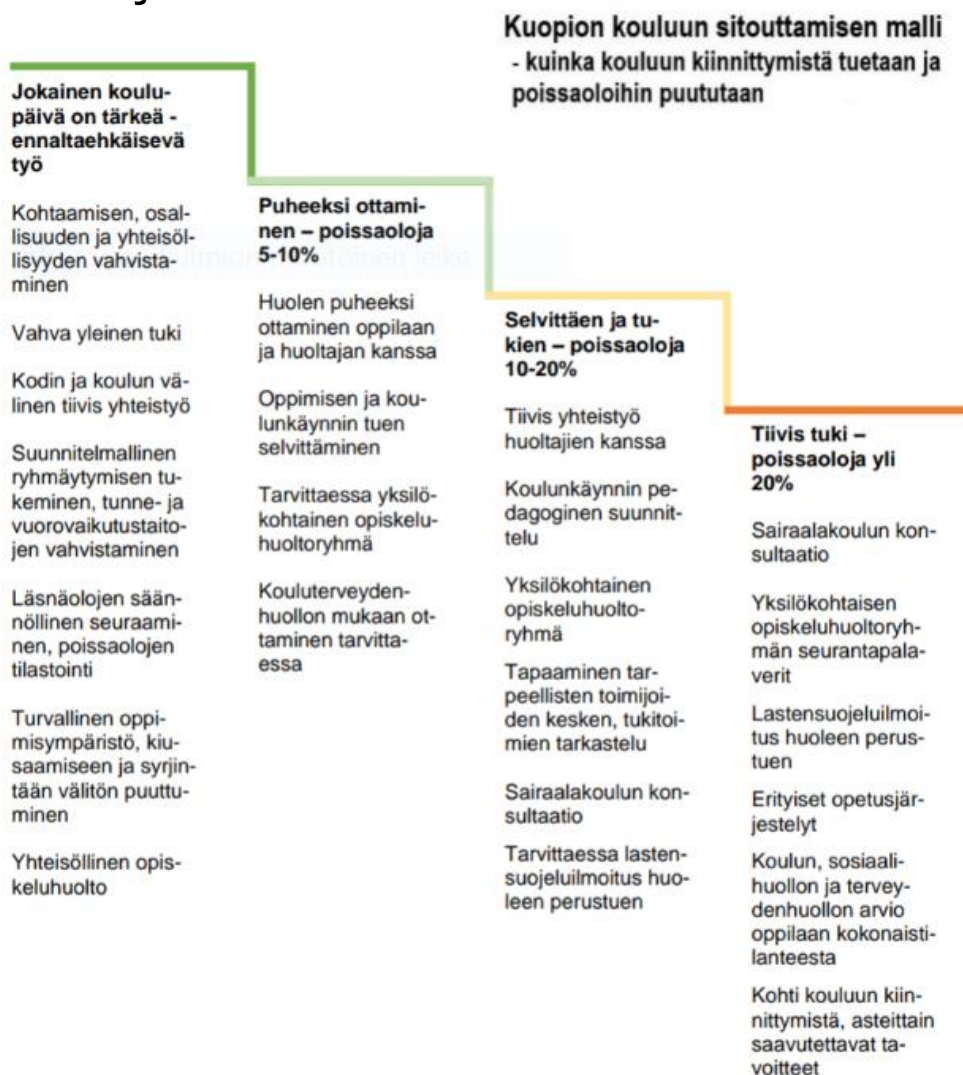 Kuopion kouluun sitouttamisen malli
- kuinka kouluun kiinnittymistä tuetaan ja
poissaoloihin puututaan
Jokainen koulu-
päivä on tärkeä -
ennaltaehkäisevä
työ
Kohtaamisen, osal-
lisuuden ja yhteisöl-
lisyyden vahvista-
minen
Vahva yleinen tuki
Kodin ja koulun vä-
linen tiivis yhteistyö
Suunnitelmallinen
ryhmäytymisen tu-
keminen, tunne- ja
vuorovaikutustaito-
jen vahvistaminen
Läsnäolojen sään-
nöllinen seuraami-
nen, poissaolojen
tilastointi
Turvallinen oppi-
misympäristö, kiu-
saamiseen ja syrjin-
tään välitön puuttu-
minen
Yhteisöllinen opis-
keluhuolto
Puheeksi ottami-
nen – poissaoloja
5-10%
Huolen puheeksi
ottaminen oppilaan
ja huoltajan kanssa
Oppimisen ja kou-
lunkäynnin tuen
selvittäminen
Tarvittaessa yksilö-
kohtainen opiskelu-
huoltoryhmä
Kouluterveyden-
huollon mukaan ot-
taminen tarvitta-
essa
Selvittäen ja tu-
kien – poissaoloja
10-20%
Tiivis yhteistyö
huoltajien kanssa
Koulunkäynnin pe-
dagoginen suunnit-
telu
Yksilökohtainen
opiskeluhuolto-
ryhmä
Tapaaminen tar-
peellisten toimijoi-
den kesken, tukitoi-
mien tarkastelu
Sairaalakoulun kon-
sultaatio
Tarvittaessa lasten-
suojeluilmoitus huo-
leen perustuen
Tiivis tuki –
poissaoloja yli
20%
Sairaalakoulun kon-
sultaatio
Yksilökohtaisen
opiskeluhuoltoryh-
män seurantapala-
verit
Lastensuojeluilmoi-
tus huoleen perus-
tuen
Erityiset opetusjär-
jestelyt
Koulun, sosiaali-
huollon ja tervey-
denhuollon arvio
oppilaan kokonaisti-
lanteesta
Kohti kouluun kiin-
nittymistä, asteittain
saavutettavat ta-
voitteet